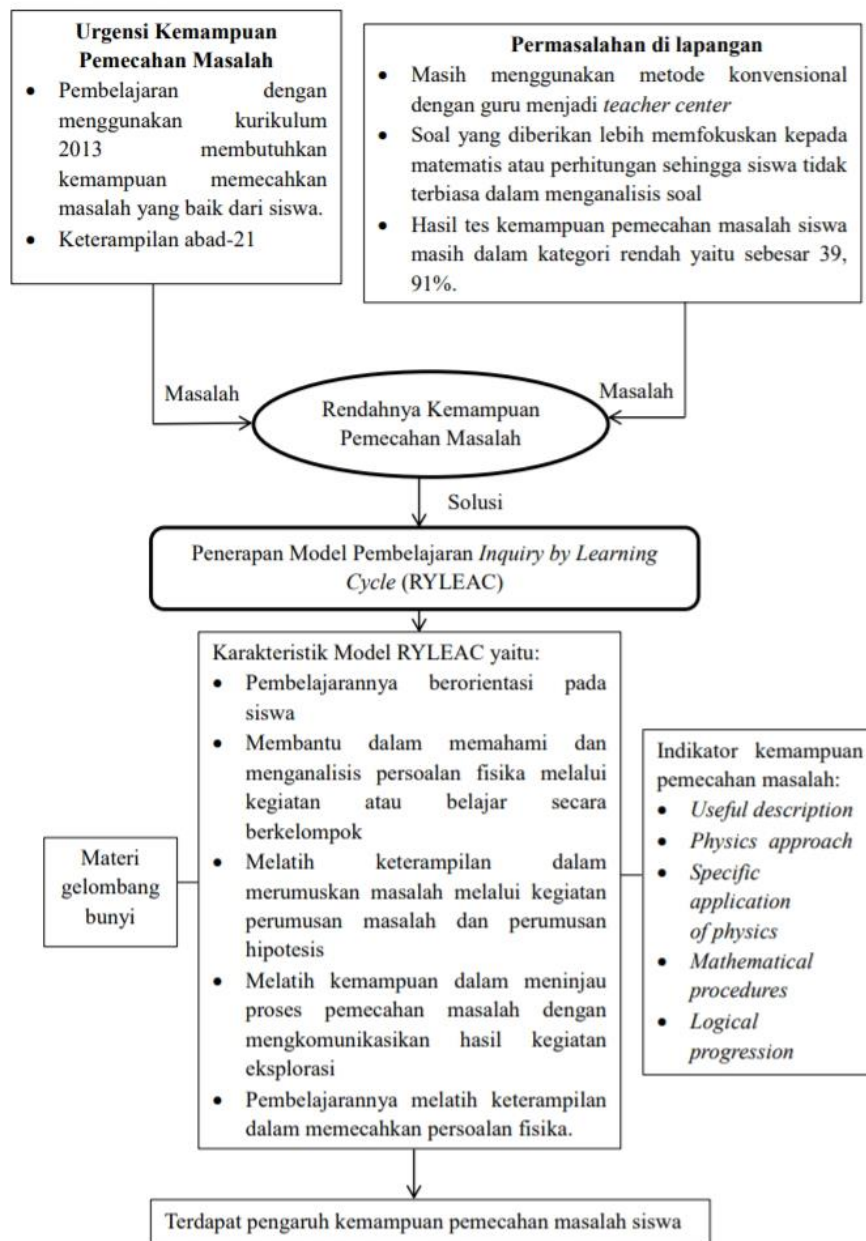 Urgensi Kemampuan
Pemecahan Masalah
• Pembelajaran dengan
menggunakan kurikulum
2013 membutuhkan
kemampuan memecahkan
masalah yang baik dari siswa.
• Keterampilan abad-21
Permasalahan di lapangan
• Masih menggunakan metode konvensional
dengan guru menjadi teacher center
• Soal yang diberikan lebih memfokuskan kepada
matematis atau perhitungan sehingga siswa tidak
terbiasa dalam menganalisis soal
• Hasil tes kemampuan pemecahan masalah siswa
masih dalam kategori rendah yaitu sebesar 39,
91%.
Masalah
Masalah
Rendahnya Kemampuan
Pemecahan Masalah
Solusi
Penerapan Model Pembelajaran Inquiry by Learning
Cycle (RYLEAC)
Karakteristik Model RYLEAC yaitu:
• Pembelajarannya berorientasi pada
siswa
• Membantu dalam memahami dan
menganalisis persoalan fisika melalui
kegiatan atau belajar secara
berkelompok
• Melatih keterampilan dalam
merumuskan masalah melalui kegiatan
perumusan masalah dan perumusan
hipotesis
• Melatih kemampuan dalam meninjau
proses pemecahan masalah dengan
mengkomunikasikan hasil kegiatan
eksplorasi
• Pembelajarannya melatih keterampilan
dalam memecahkan persoalan fisika.
Materi
gelombang
bunyi
Indikator kemampuan
pemecahan masalah:
• Useful description
• Physics approach
• Specific
application
of physics
• Mathematical
procedures
• Logical
progression
Terdapat pengaruh kemampuan pemecahan masalah siswa